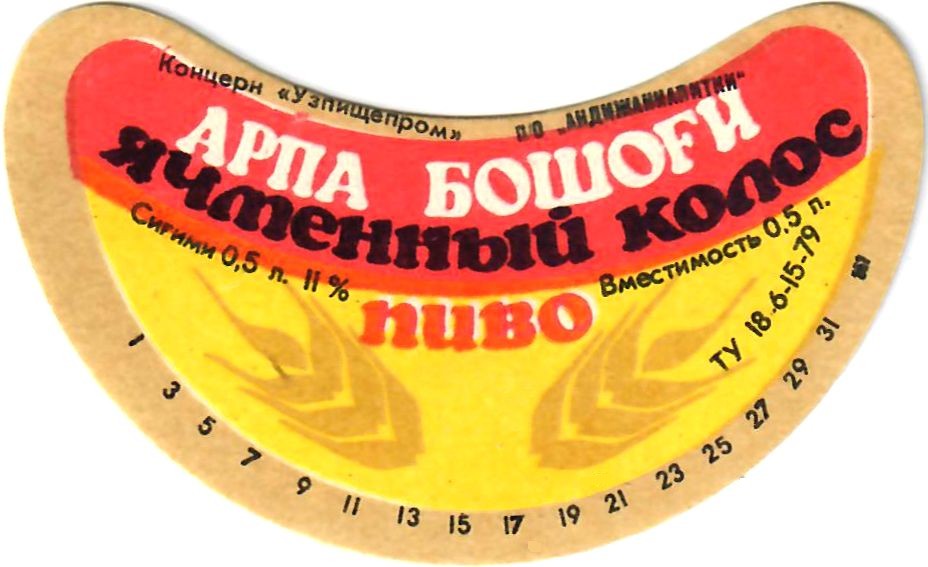 Концерн «Узпищепром» П/О „АНДИЖАННАПИТКИ"
АРПА БОШОҒИ
ячменный колос
Сиғими 0,5 л. 11 %
Вместимость 0.5 л.
пиво
ТУ 18.6-15-79
1 3 5 7 9 11 13 15 17 19 21 23 25 27 29 31